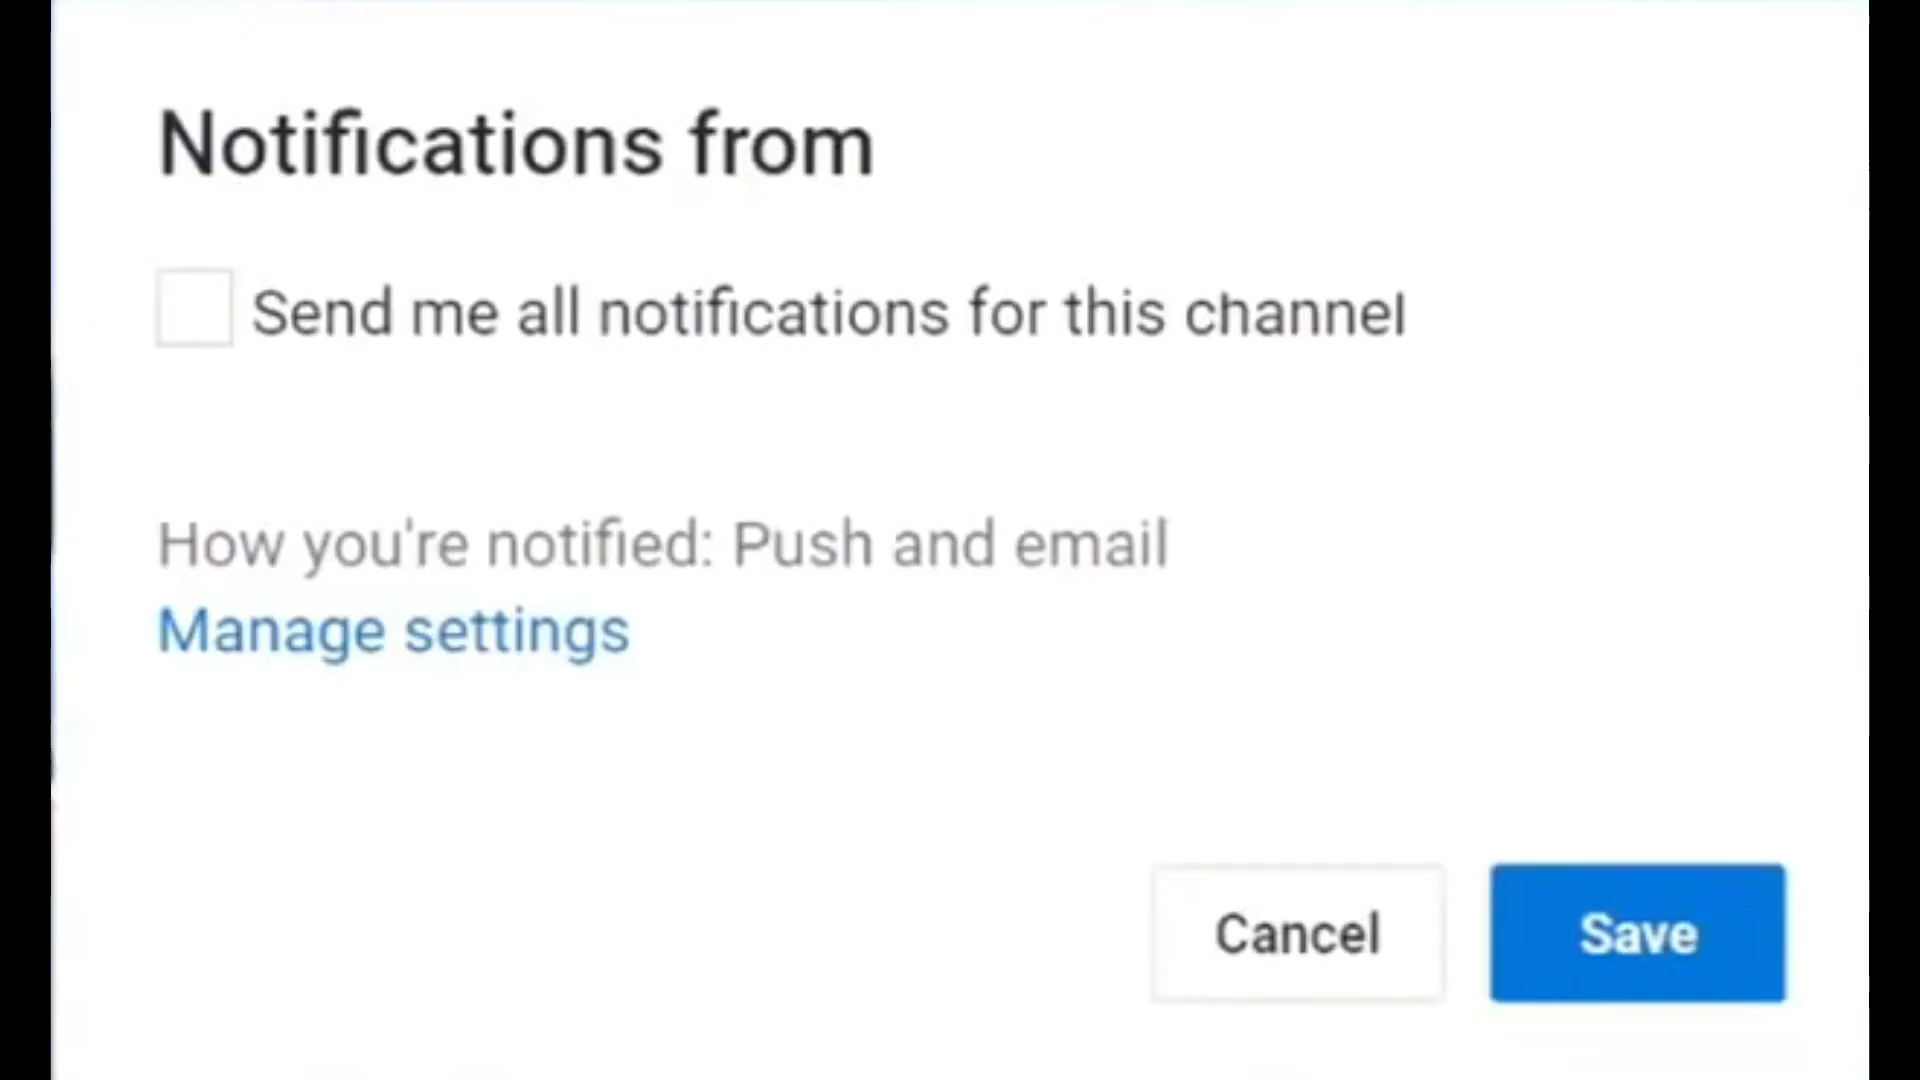 Notifications from
Send me all notifications for this channel
How you're notified: Push and email
Manage settings
Cancel
Save